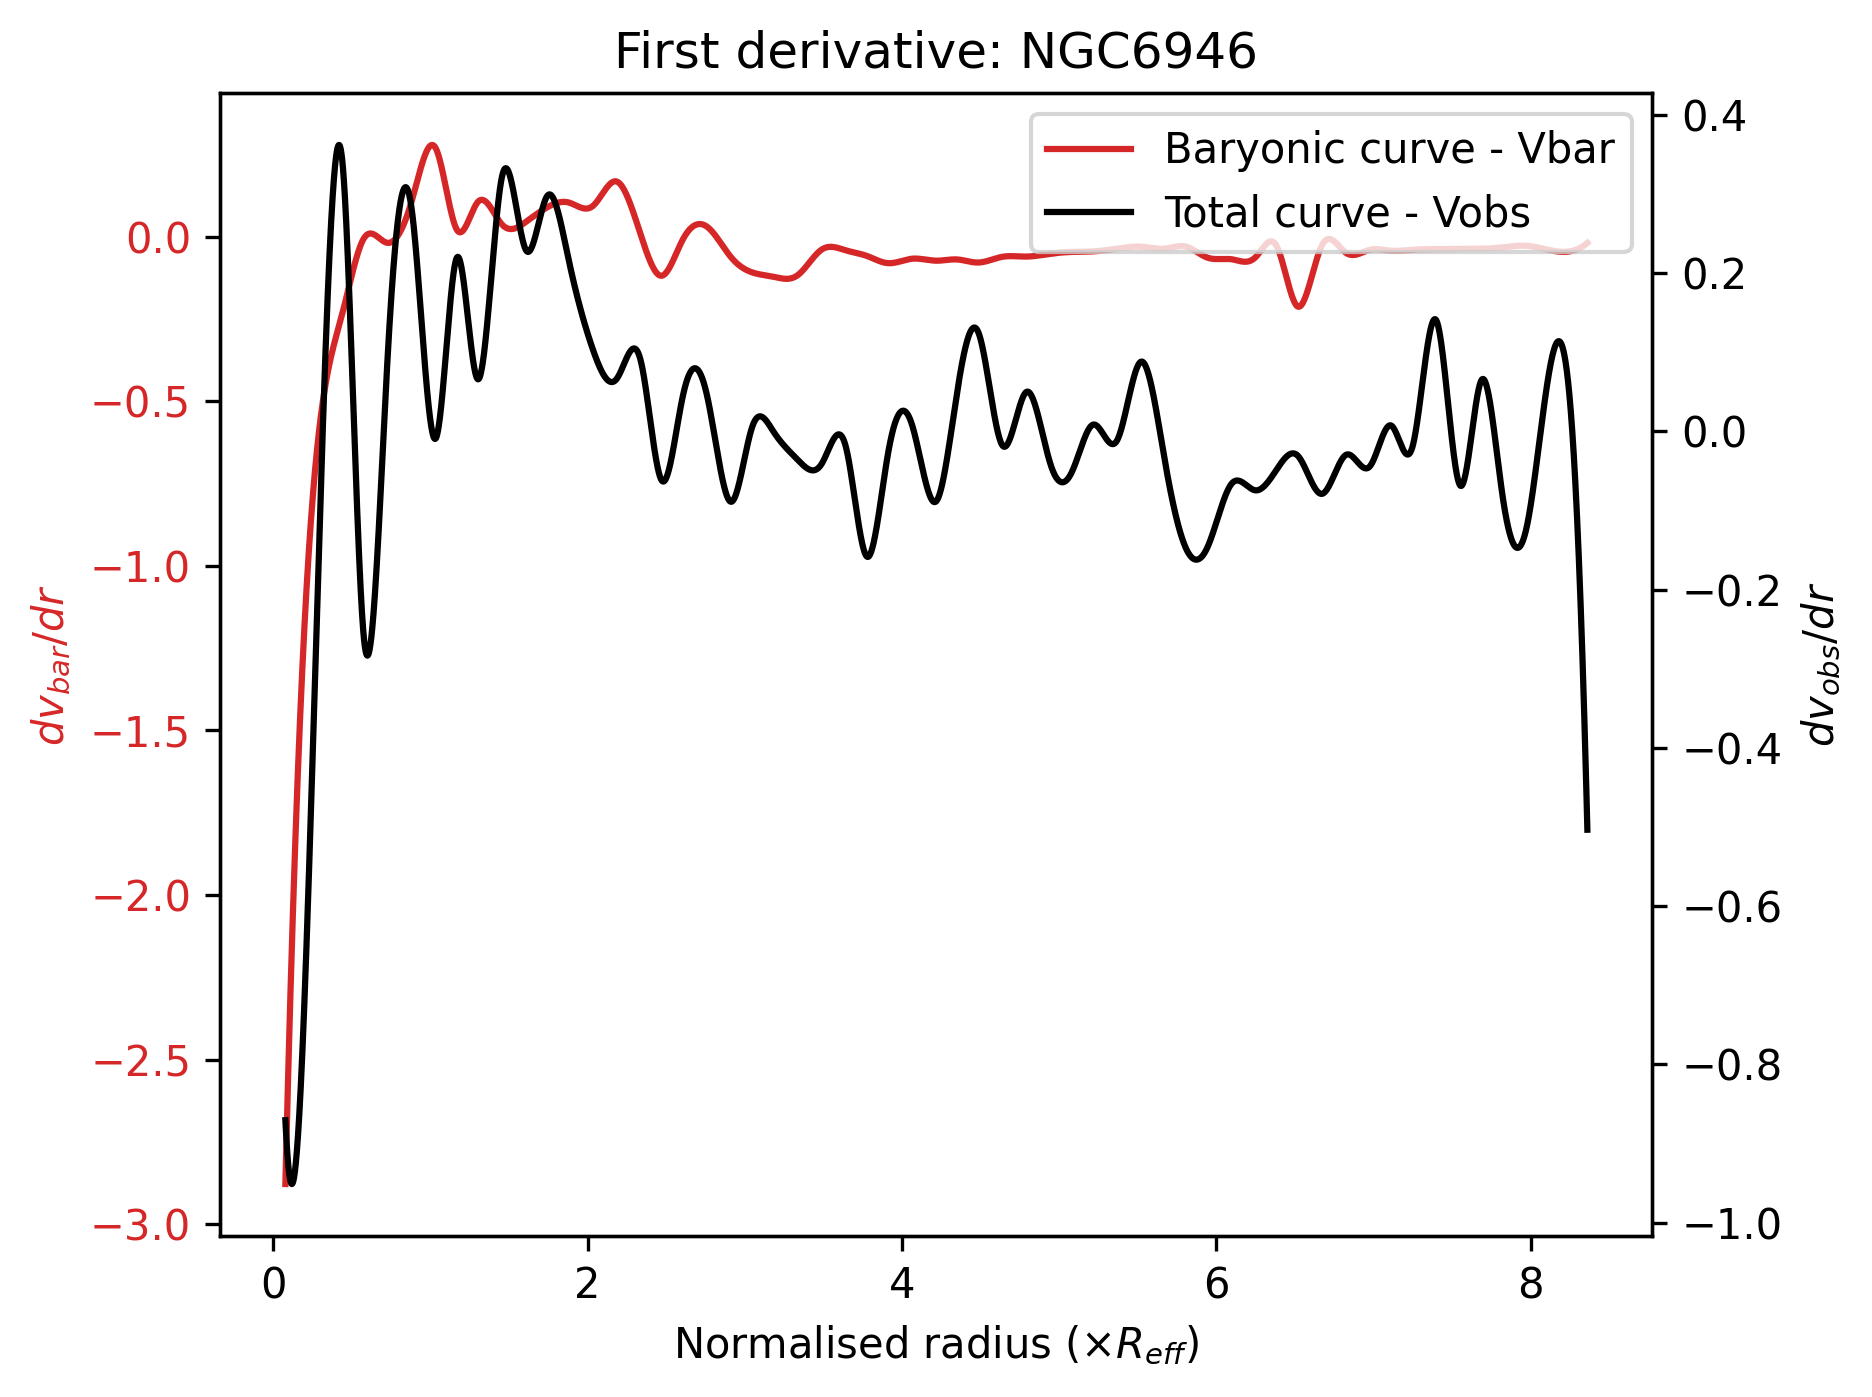 First derivative: NGC6946
Baryonic curve - Vbar
Total curve - Vobs
0.0
−0.5
−1.0
−1.5
−2.0
−2.5
−3.0
dv_bar/dr
0.4
0.2
0.0
−0.2
−0.4
−0.6
−0.8
−1.0
dv_obs/dr
0 2 4 6 8
Normalised radius (×R_eff)